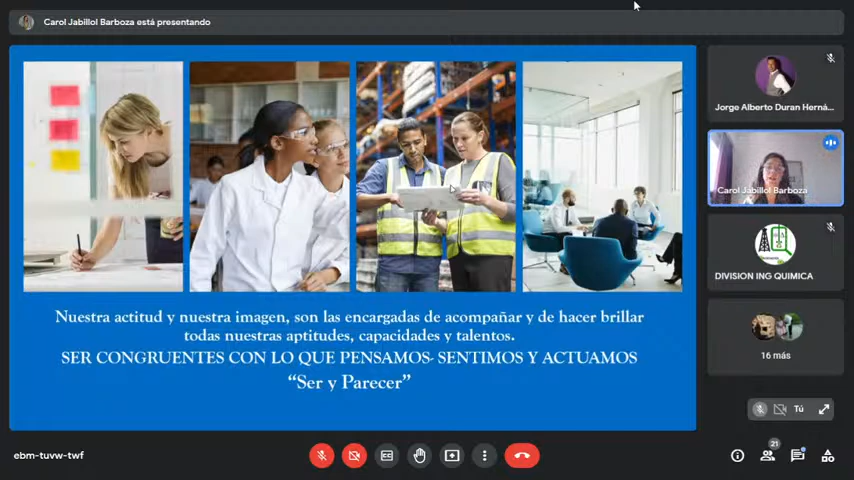 Carol Jabillol Barboza está presentando
Jorge Alberto Duran Herná...
Carol Jabillol Barboza
DIVISION ING QUIMICA
16 más
Tú
Nuestra actitud y nuestra imagen, son las encargadas de acompañar y de hacer brillar
todas nuestras aptitudes, capacidades y talentos.
SER CONGRUENTES CON LO QUE PENSAMOS- SENTIMOS Y ACTUAMOS
“Ser y Parecer”
ebm-tuvw-twf
21